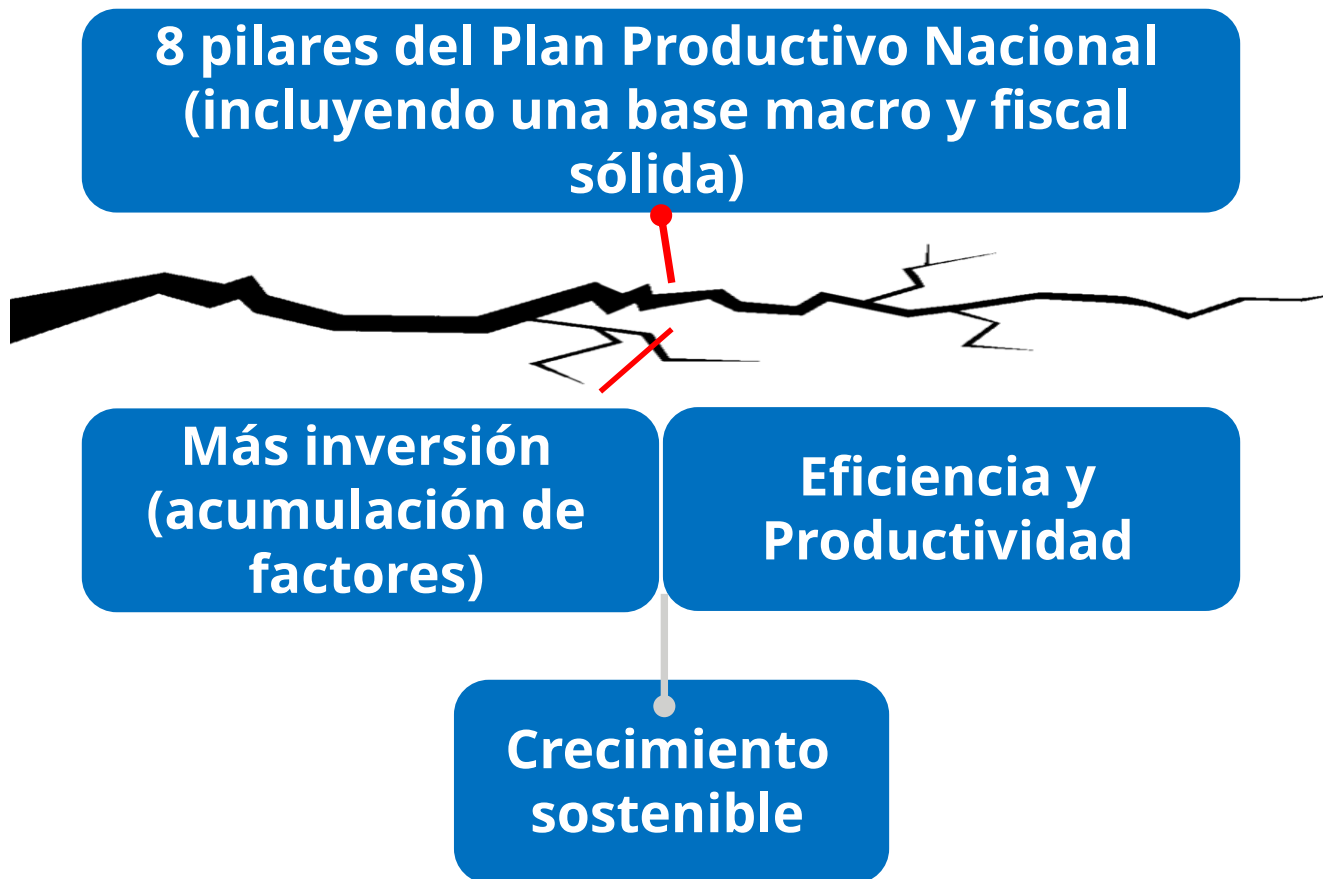 8 pilares del Plan Productivo Nacional
(incluyendo una base macro y fiscal
sólida)
Más inversión
(acumulación de
factores)
Eficiencia y
Productividad
Crecimiento
sostenible